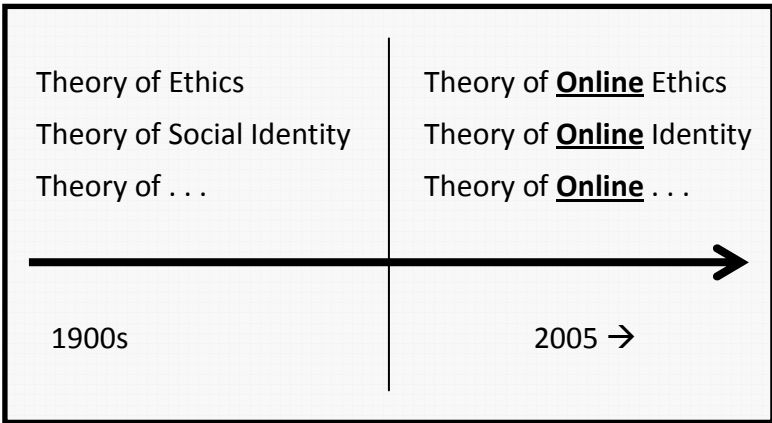 Theory of Ethics
Theory of Social Identity
Theory of . . .
Theory of Online Ethics
Theory of Online Identity
Theory of Online . . .
1900s
2005 →